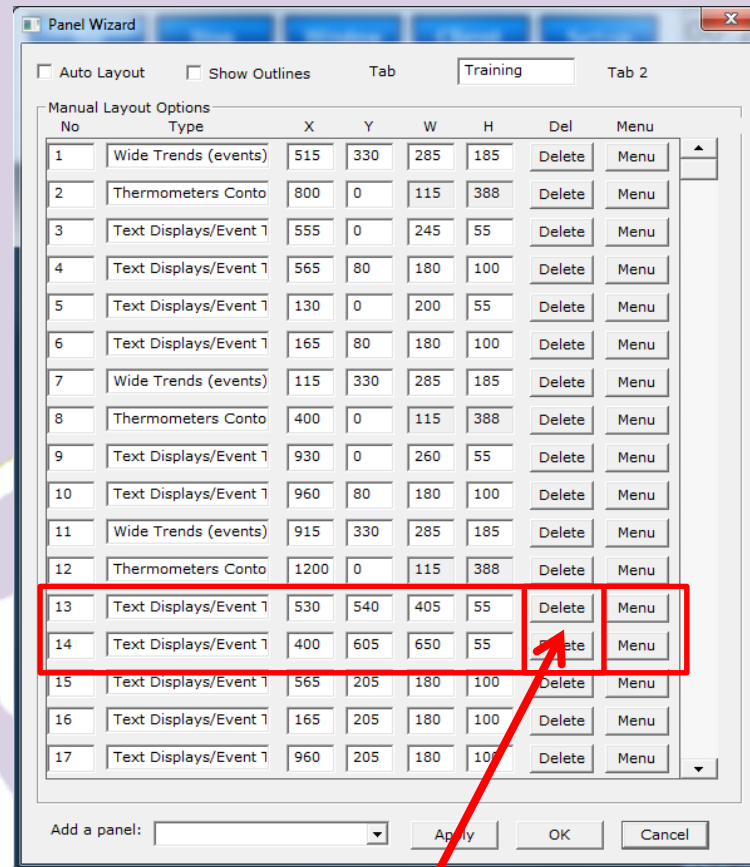 Panel Wizard
Auto Layout Show Outlines Tab Training Tab 2
Manual Layout Options
No Type X Y W H Del Menu
1 Wide Trends (events) 515 330 285 185 Delete Menu
2 Thermometers Conto 800 0 115 388 Delete Menu
3 Text Displays/Event T 555 0 245 55 Delete Menu
4 Text Displays/Event T 565 80 180 100 Delete Menu
5 Text Displays/Event T 130 0 200 55 Delete Menu
6 Text Displays/Event T 165 80 180 100 Delete Menu
7 Wide Trends (events) 115 330 285 185 Delete Menu
8 Thermometers Conto 400 0 115 388 Delete Menu
9 Text Displays/Event T 930 0 260 55 Delete Menu
10 Text Displays/Event T 960 80 180 100 Delete Menu
11 Wide Trends (events) 915 330 285 185 Delete Menu
12 Thermometers Conto 1200 0 115 388 Delete Menu
13 Text Displays/Event T 530 540 405 55 Delete Menu
14 Text Displays/Event T 400 605 650 55 Delete Menu
15 Text Displays/Event T 565 205 180 100 Delete Menu
16 Text Displays/Event T 165 205 180 100 Delete Menu
17 Text Displays/Event T 960 205 180 100 Delete Menu
Add a panel: Apply OK Cancel